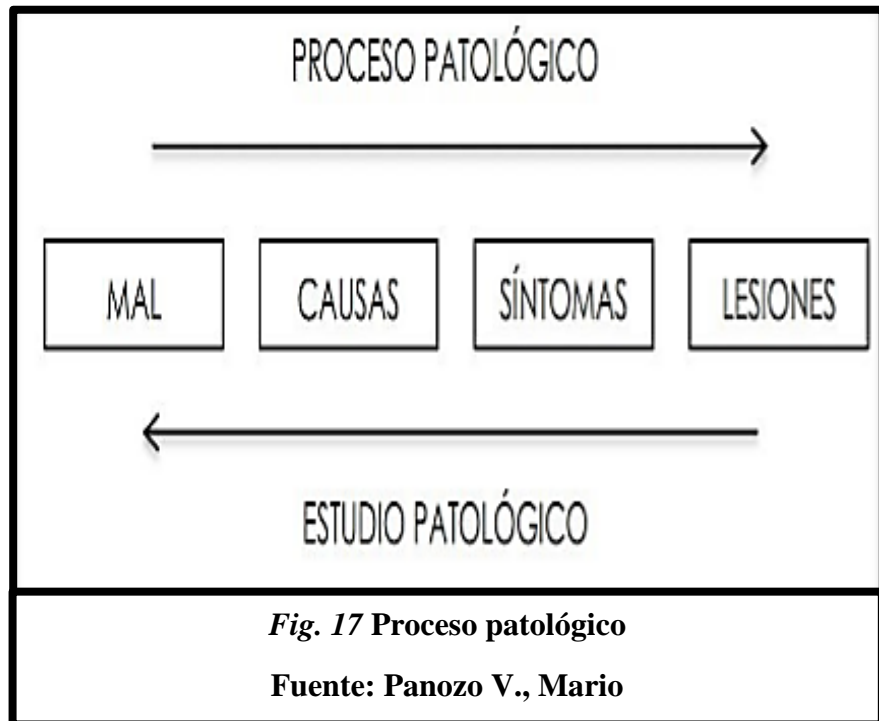 PROCESO PATOLÓGICO
MAL CAUSAS SÍNTOMAS LESIONES
ESTUDIO PATOLÓGICO
Fig. 17 Proceso patológico
Fuente: Panozo V., Mario